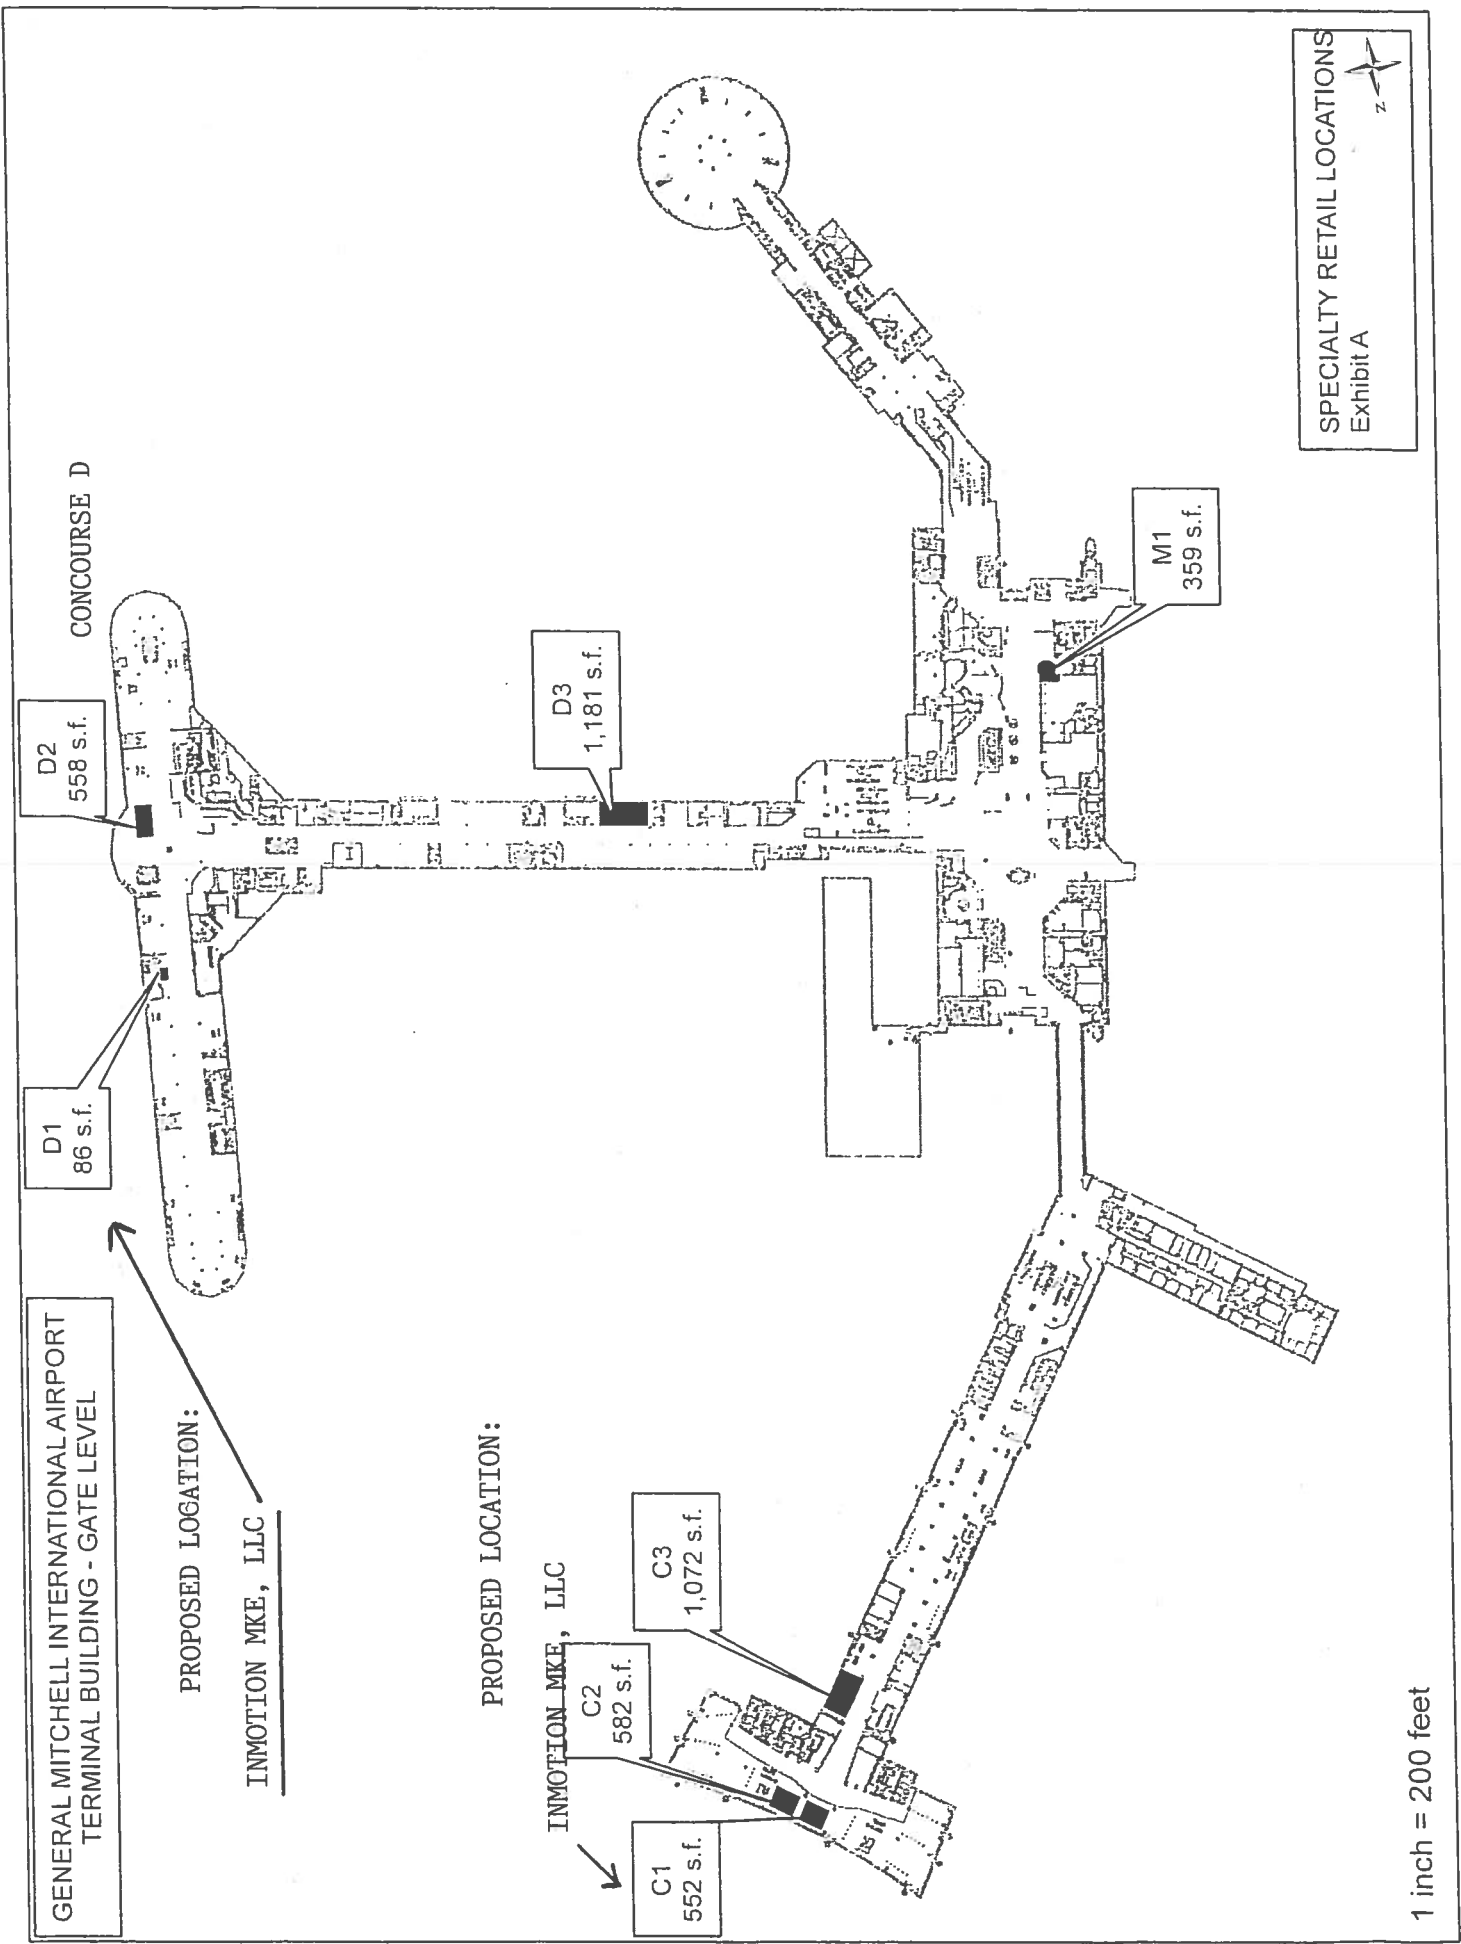 GENERAL MITCHELL INTERNATIONAL AIRPORT
TERMINAL BUILDING - GATE LEVEL
D1
86 s.f.
D2
558 s.f.
CONCOURSE D
PROPOSED LOCATION:
INMOTION MKE, LLC
D3
1,181 s.f.
PROPOSED LOCATION:
INMOTION MKE, LLC
C1
552 s.f.
C2
582 s.f.
C3
1,072 s.f.
M1
359 s.f.
SPECIALTY RETAIL LOCATIONS
Exhibit A
N
1 inch = 200 feet